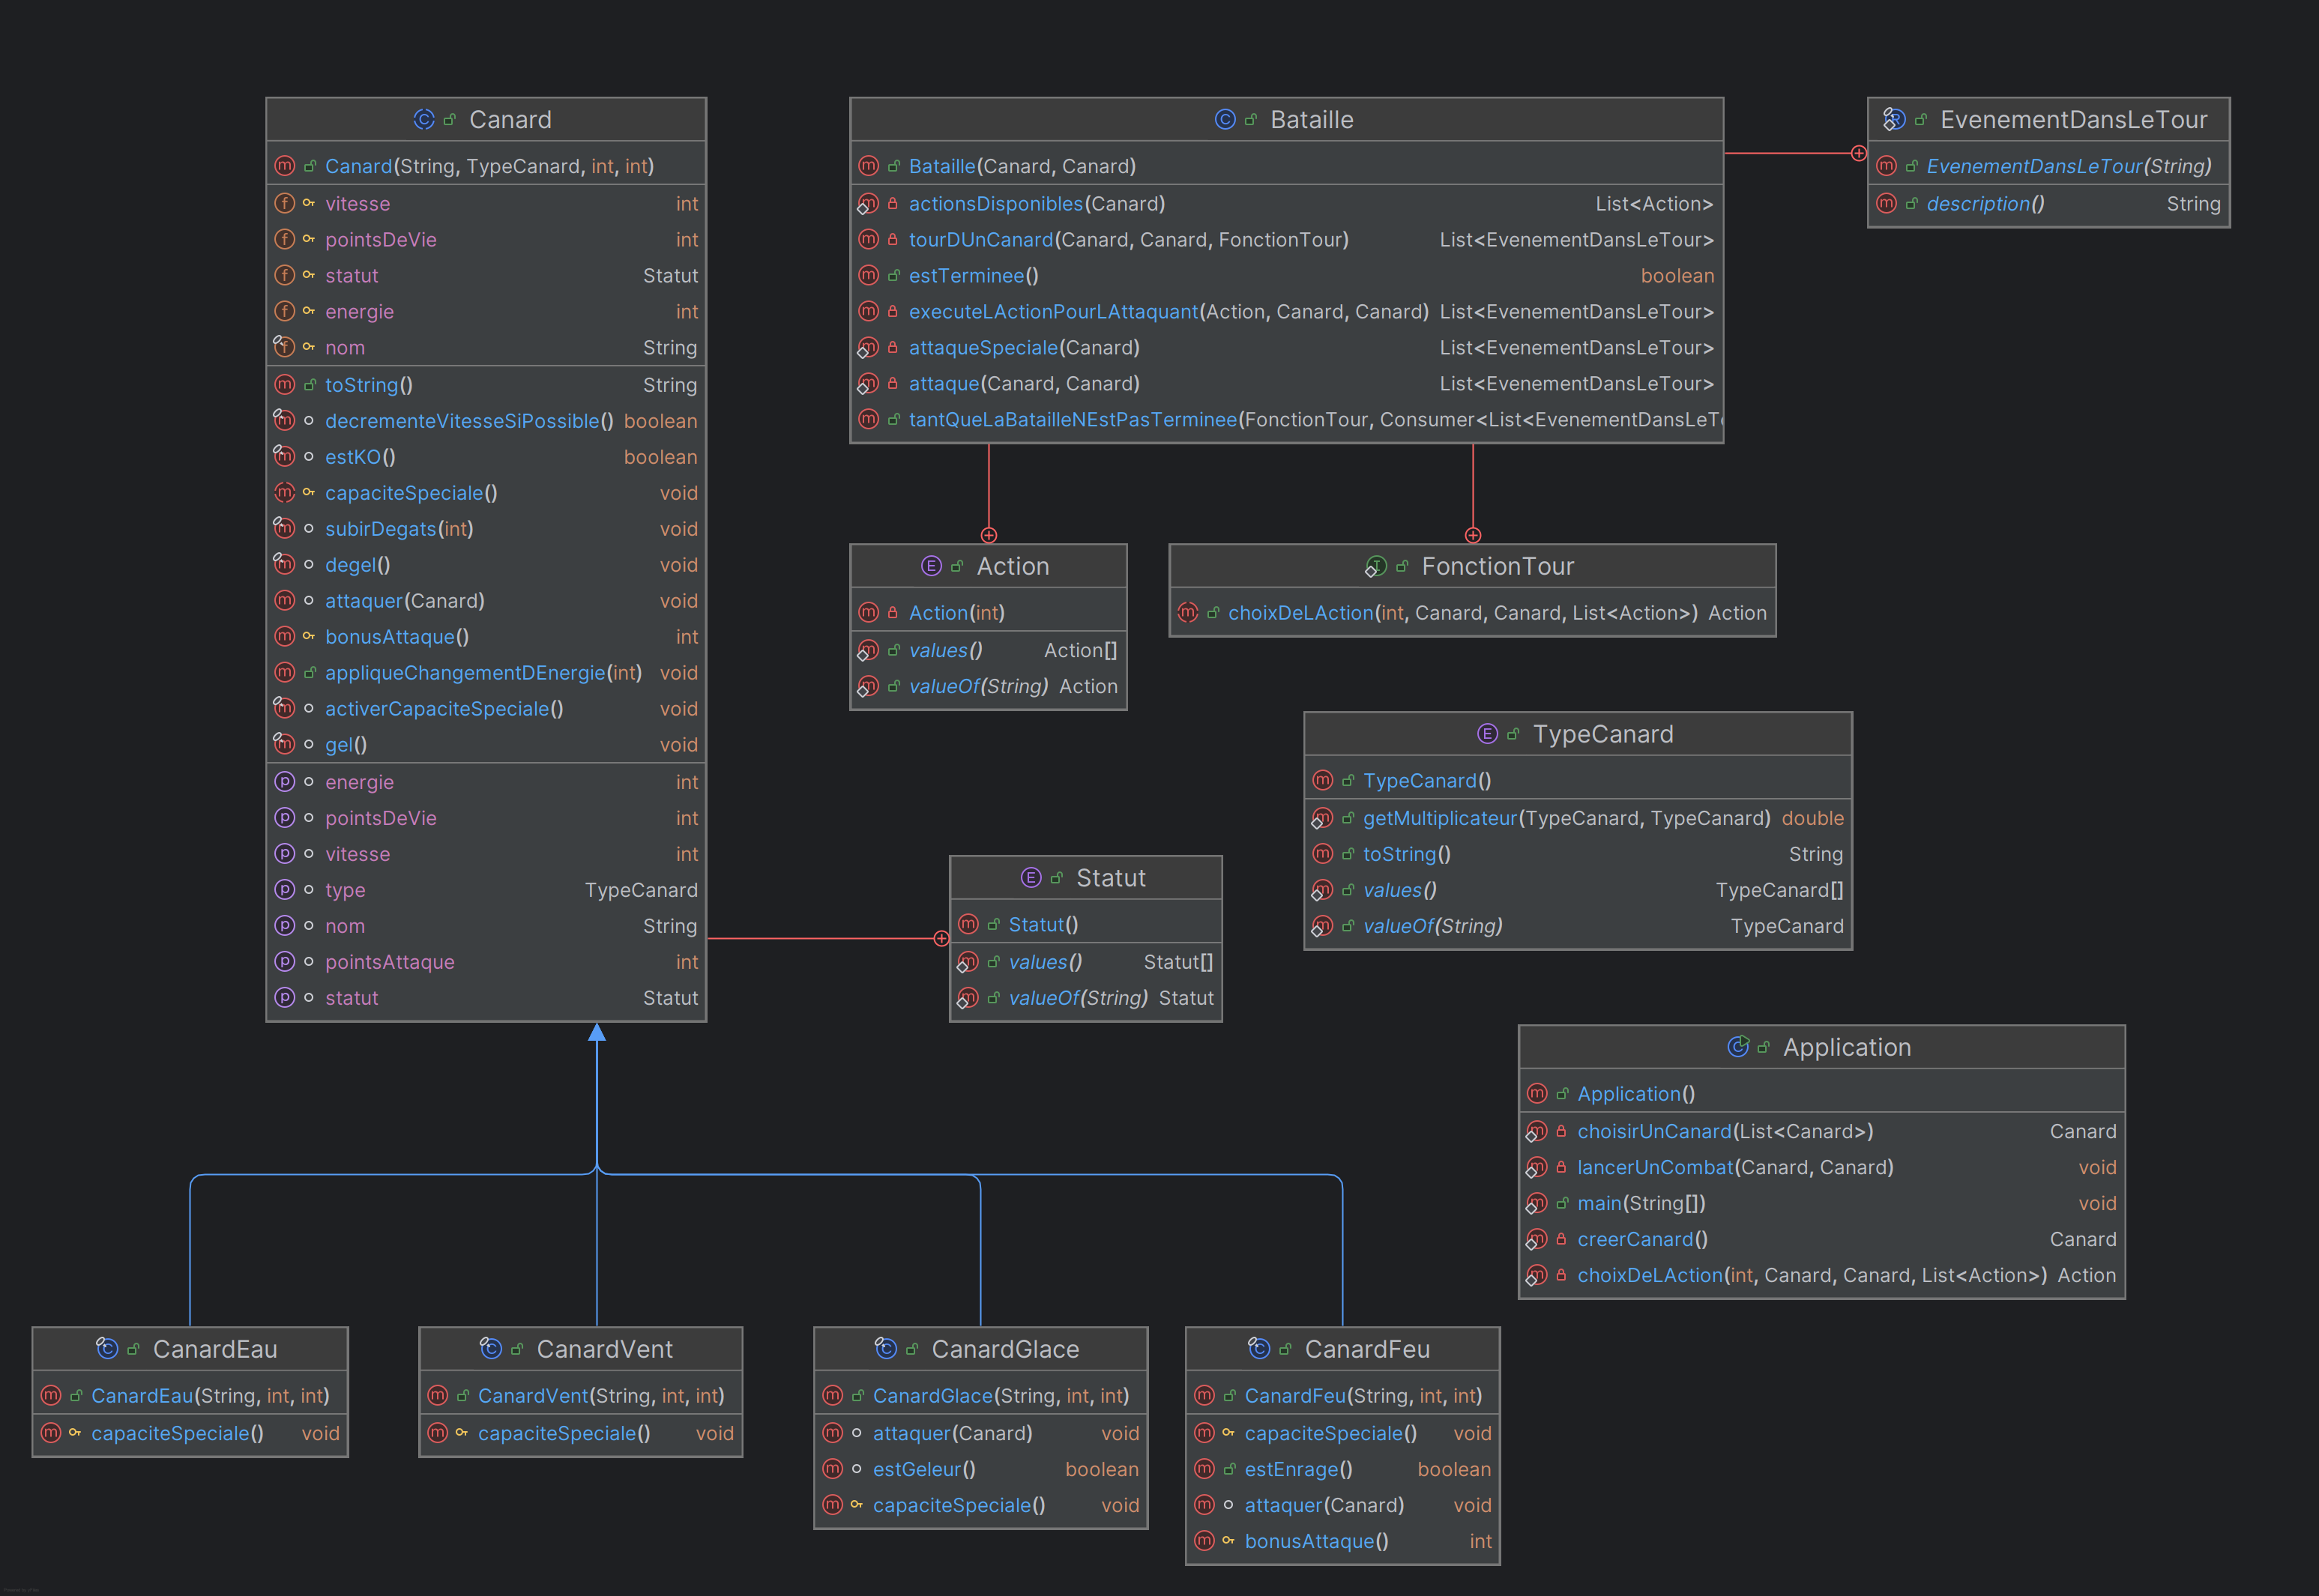 Canard
Canard(String, TypeCanard, int, int)
vitesse int
pointsDeVie int
statut Statut
energie int
nom String
toString() String
decrementeVitesseSiPossible() boolean
estKO() boolean
capaciteSpeciale() void
subirDegats(int) void
degel() void
attaquer(Canard) void
bonusAttaque() int
appliqueChangementDEnergie(int) void
activerCapaciteSpeciale() void
gel() void
energie int
pointsDeVie int
vitesse int
type TypeCanard
nom String
pointsAttaque int
statut Statut
Bataille
Bataille(Canard, Canard)
actionsDisponibles(Canard) List<Action>
tourDUnCanard(Canard, Canard, FonctionTour) List<EvenementDansLeTour>
estTerminee() boolean
executeLActionPourLAttaquant(Action, Canard, Canard) List<EvenementDansLeTour>
attaqueSpeciale(Canard) List<EvenementDansLeTour>
attaque(Canard, Canard) List<EvenementDansLeTour>
tantQueLaBatailleNEstPasTerminee(FonctionTour, Consumer<List<EvenementDansLeT
EvenementDansLeTour
EvenementDansLeTour(String)
description() String
Action
Action(int)
values() Action[]
valueOf(String) Action
FonctionTour
choixDeLAction(int, Canard, Canard, List<Action>) Action
TypeCanard
TypeCanard()
getMultiplicateur(TypeCanard, TypeCanard) double
toString() String
values() TypeCanard[]
valueOf(String) TypeCanard
Statut
Statut()
values() Statut[]
valueOf(String) Statut
Application
Application()
choisirUnCanard(List<Canard>) Canard
lancerUnCombat(Canard, Canard) void
main(String[]) void
creerCanard() Canard
choixDeLAction(int, Canard, Canard, List<Action>) Action
CanardEau
CanardEau(String, int, int)
capaciteSpeciale() void
CanardVent
CanardVent(String, int, int)
capaciteSpeciale() void
CanardGlace
CanardGlace(String, int, int)
attaquer(Canard) void
estGeleur() boolean
capaciteSpeciale() void
CanardFeu
CanardFeu(String, int, int)
capaciteSpeciale() void
estEnrage() boolean
attaquer(Canard) void
bonusAttaque() int